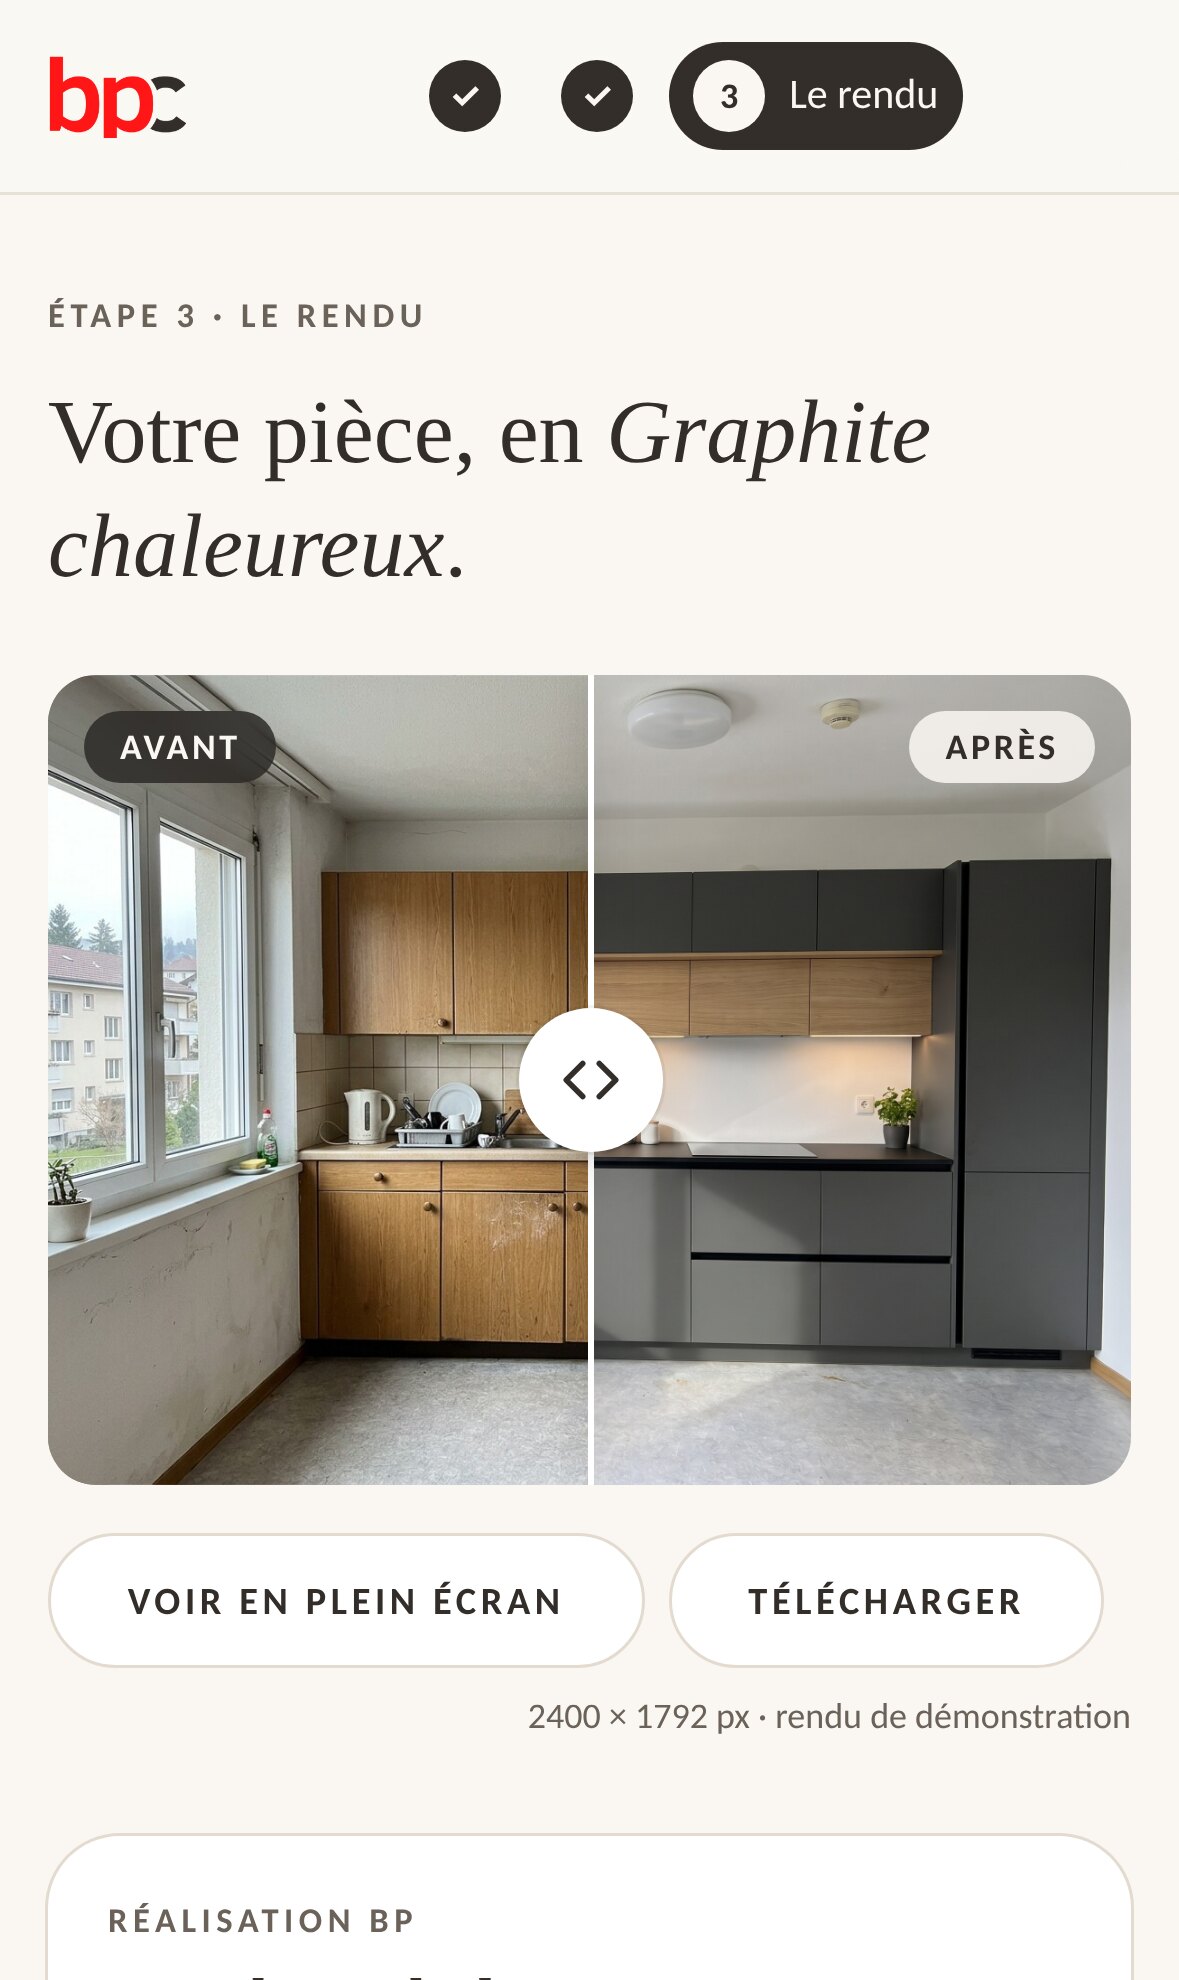 bpc
3 Le rendu
ÉTAPE 3 · LE RENDU
Votre pièce, en Graphite
chaleureux.
AVANT
APRÈS
VOIR EN PLEIN ÉCRAN
TÉLÉCHARGER
2400 × 1792 px · rendu de démonstration
RÉALISATION BP